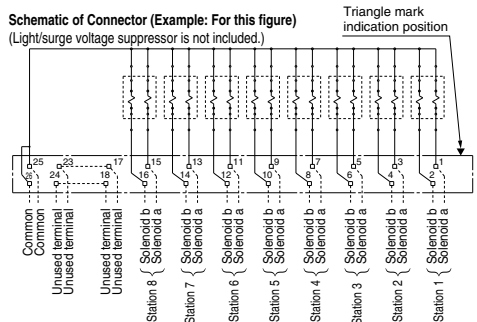 Schematic of Connector (Example: For this figure)
(Light/surge voltage suppressor is not included.)
Triangle mark
indication position
25 23 17 15 13 11 9 7 5 3 1
26 24 18 16 14 12 10 8 6 4 2
Common
Common
Unused terminal
Unused terminal
Unused terminal
Unused terminal
Solenoid b
Solenoid a
Station 8
Solenoid b
Solenoid a
Station 7
Solenoid b
Solenoid a
Station 6
Solenoid b
Solenoid a
Station 5
Solenoid b
Solenoid a
Station 4
Solenoid b
Solenoid a
Station 3
Solenoid b
Solenoid a
Station 2
Solenoid b
Solenoid a
Station 1